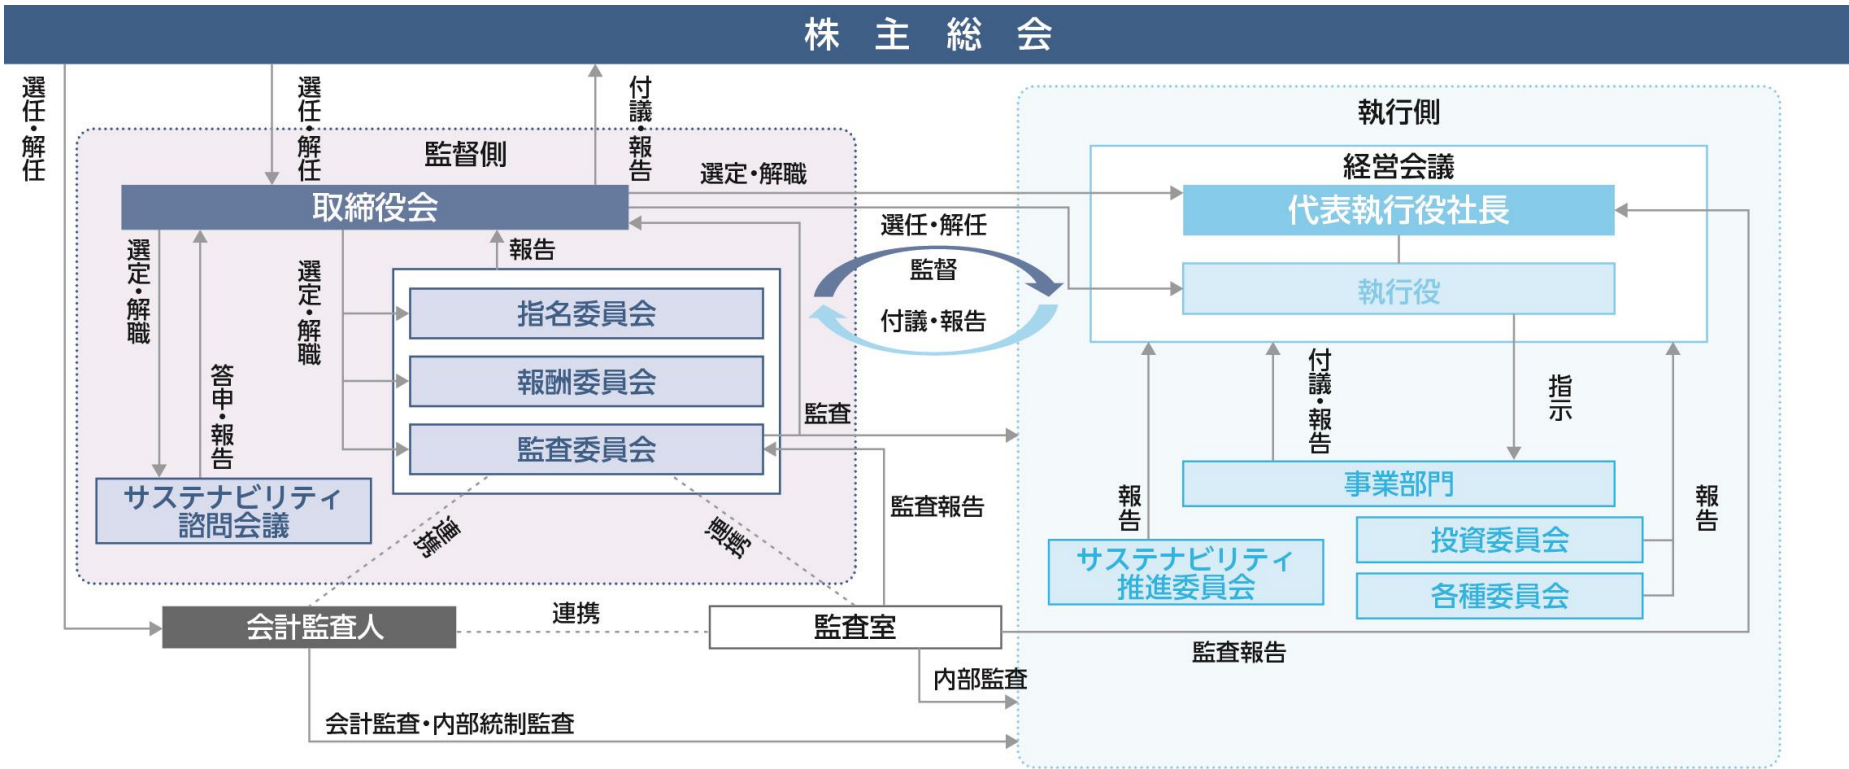 株主総会
選任・解任
選任・解任
付議・報告
監督側
取締役会
選定・解職
選定・解職
報告
指名委員会
報酬委員会
監査委員会
答申・報告
サステナビリティ
諮問会議
選定・解職
選任・解任
監督
付議・報告
監査
執行側
経営会議
代表執行役社長
執行役
付議・報告
指示
事業部門
報告
サステナビリティ
推進委員会
投資委員会
各種委員会
報告
連携
連携
監査報告
会計監査人
連携
監査室
監査報告
内部監査
会計監査・内部統制監査